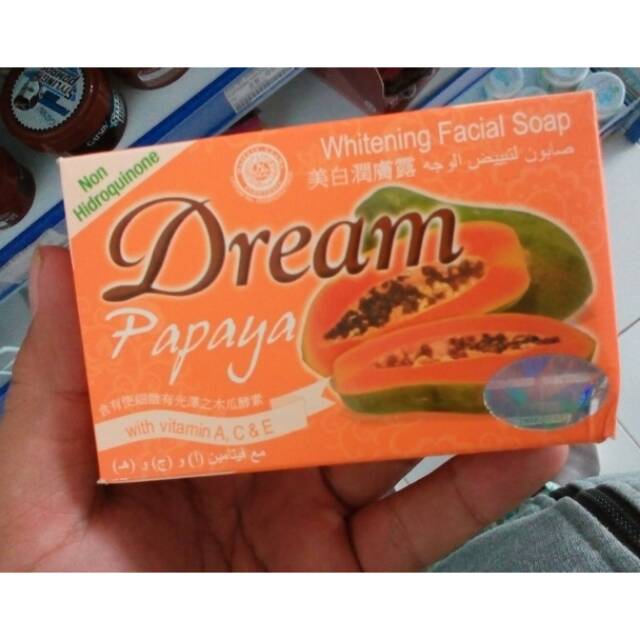 Non
Hidroquinone
Whitening Facial Soap
美白潤膚露 صابون لتبييض الوجه
Dream
Papaya
with vitamin A, C & E
مع فيتامين (أ) و (ج) و (هـ)